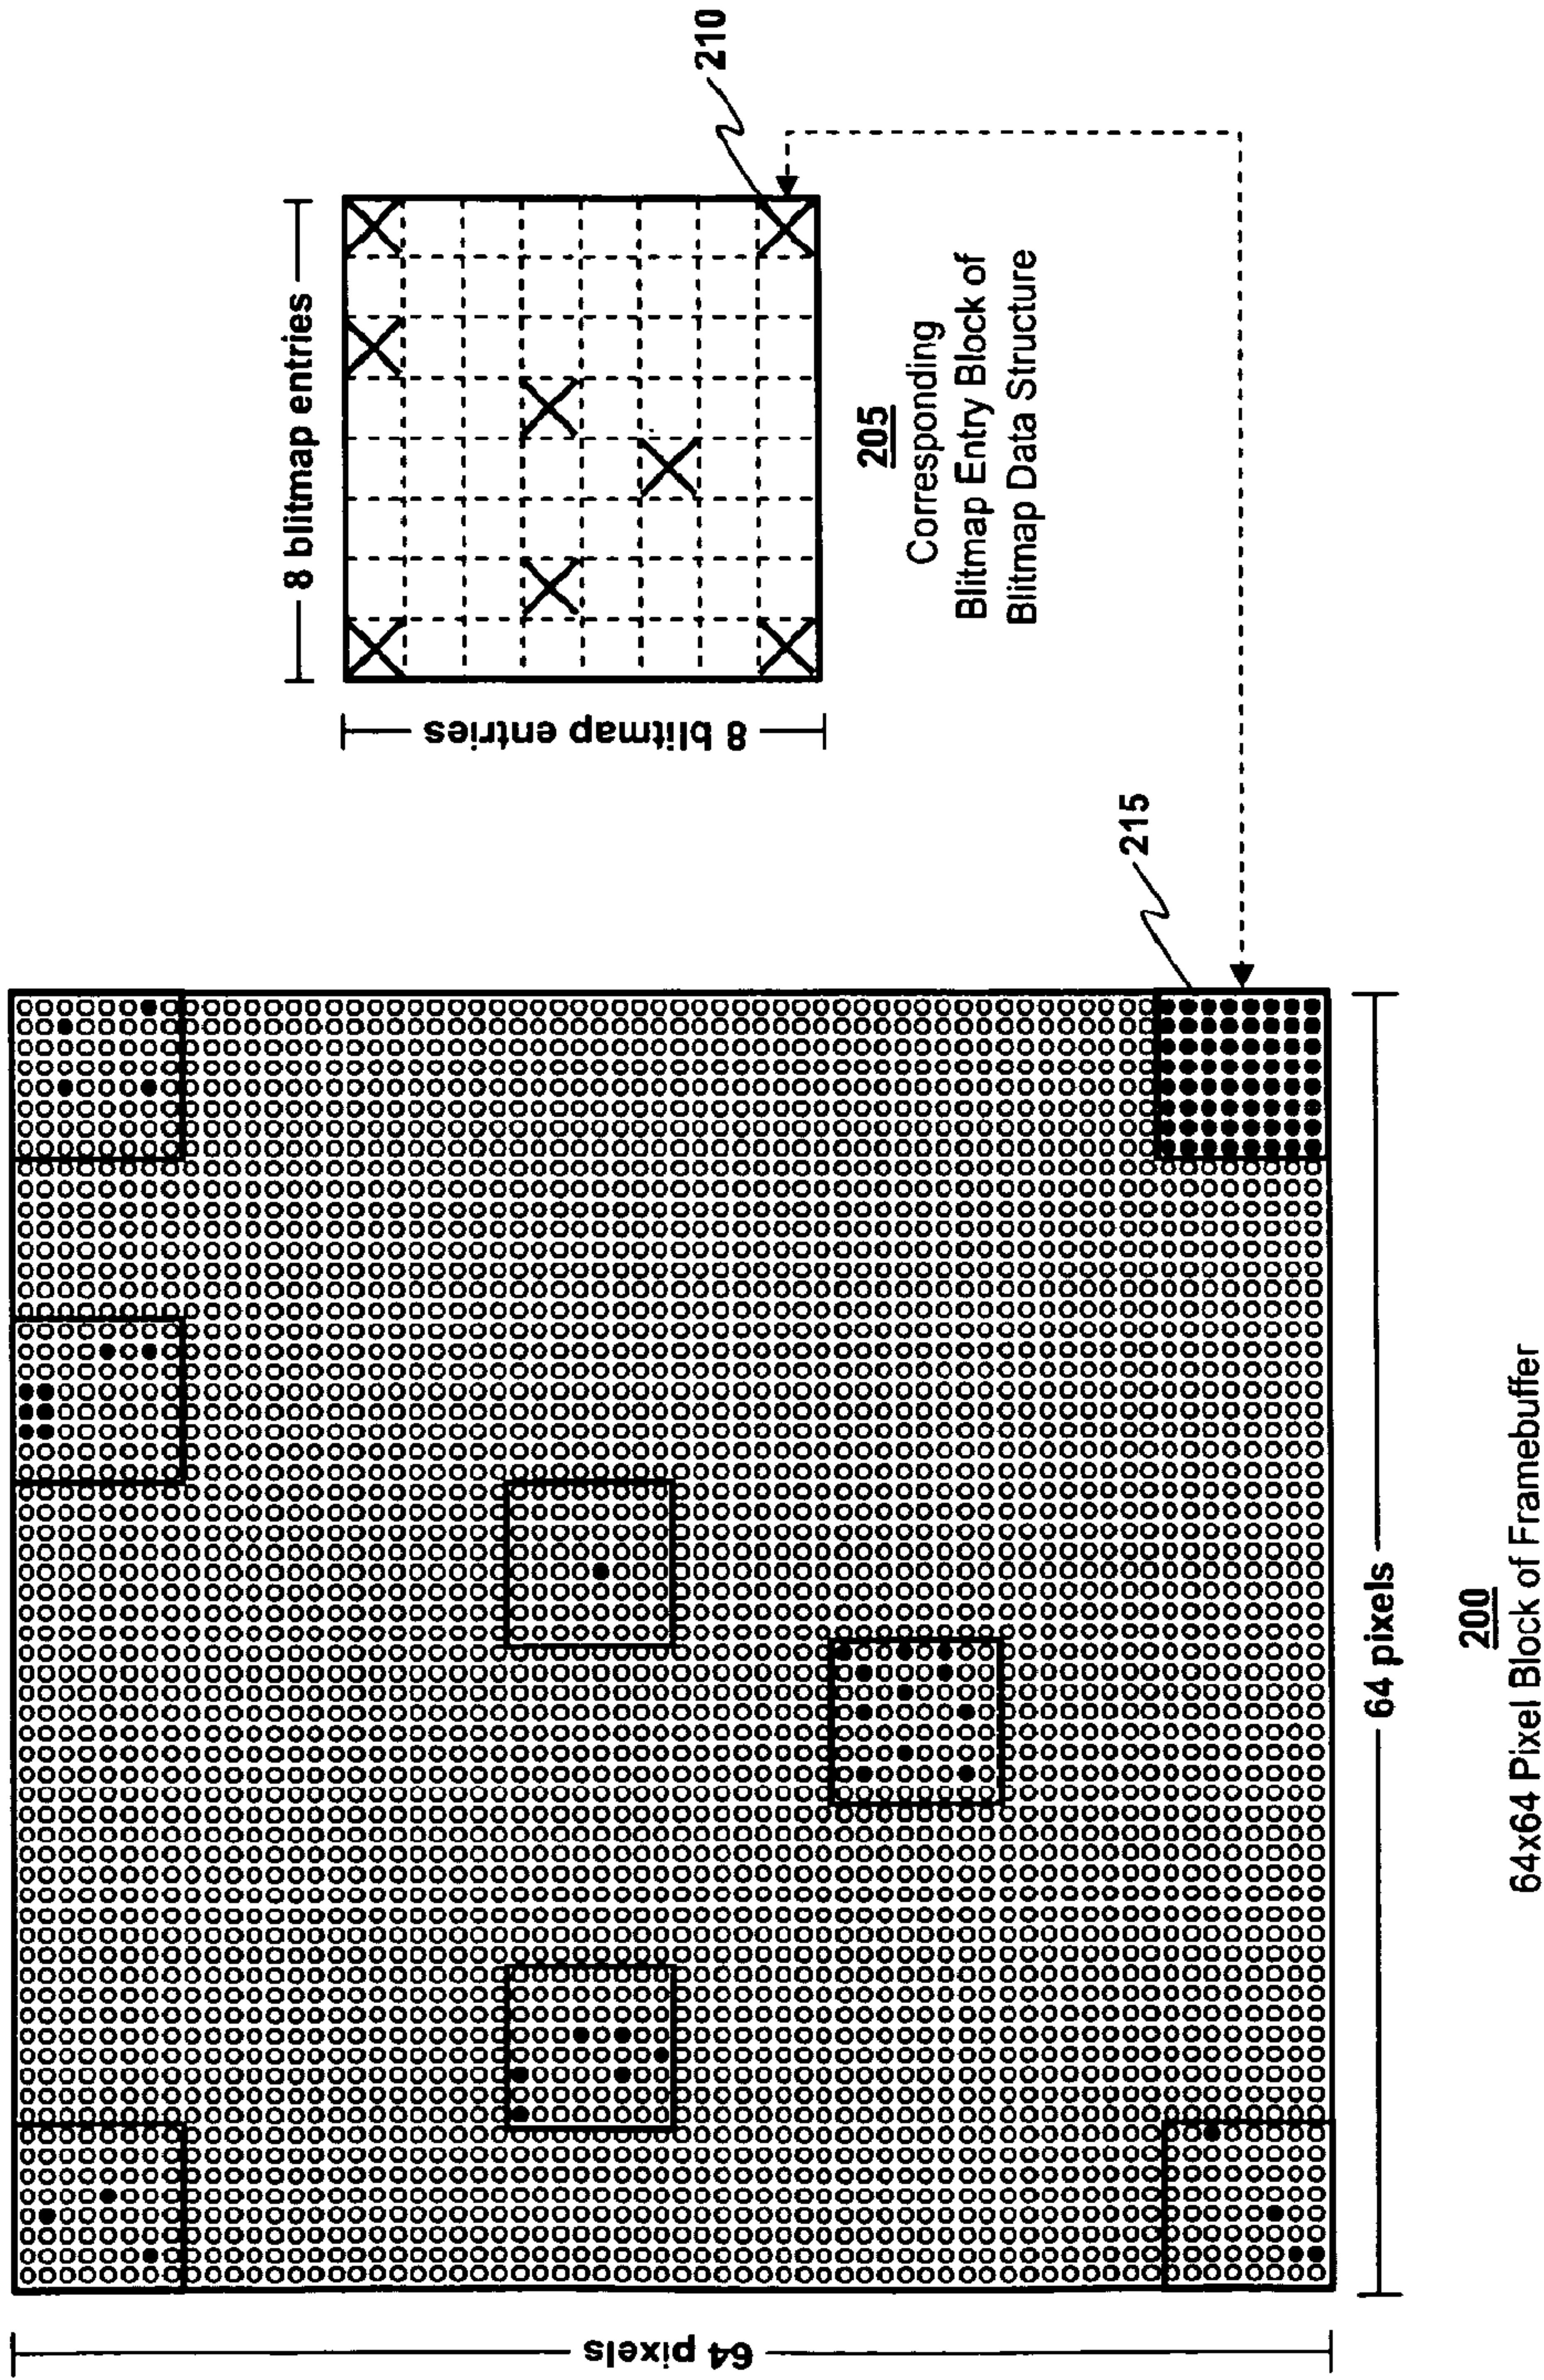 64 pixels
64 pixels
200
64x64 Pixel Block of Framebuffer
215
8 blitmap entries
8 blitmap entries
205
Corresponding
Blitmap Entry Block of
Blitmap Data Structure
210